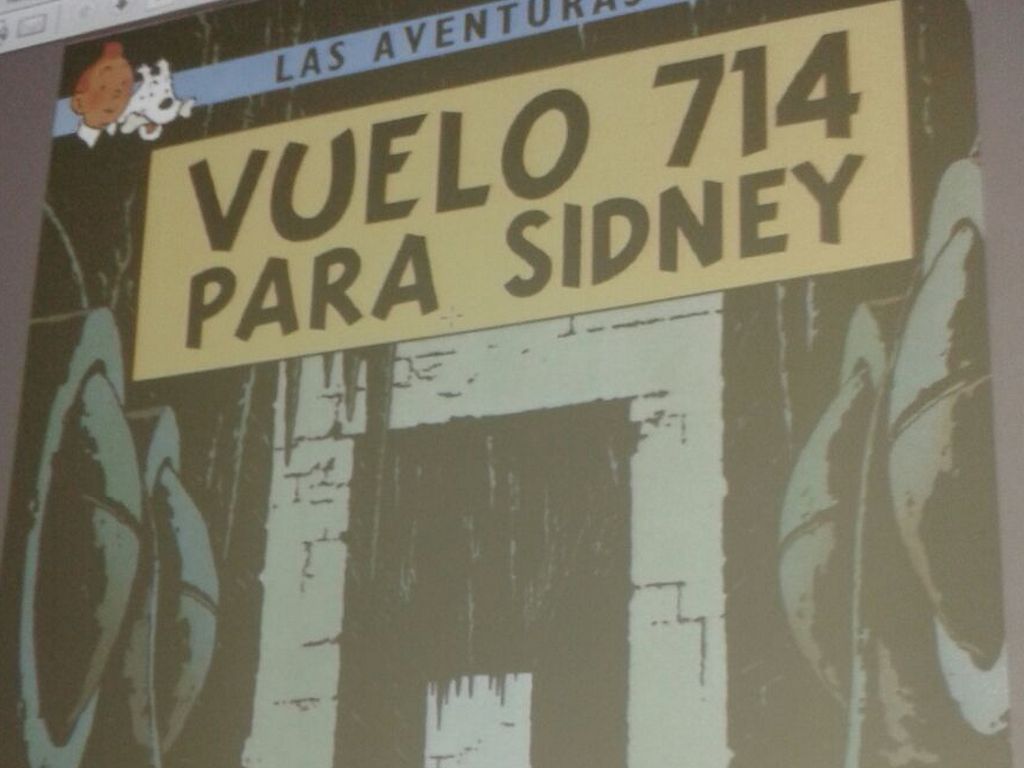 LAS AVENTURAS
VUELO 714
PARA SIDNEY